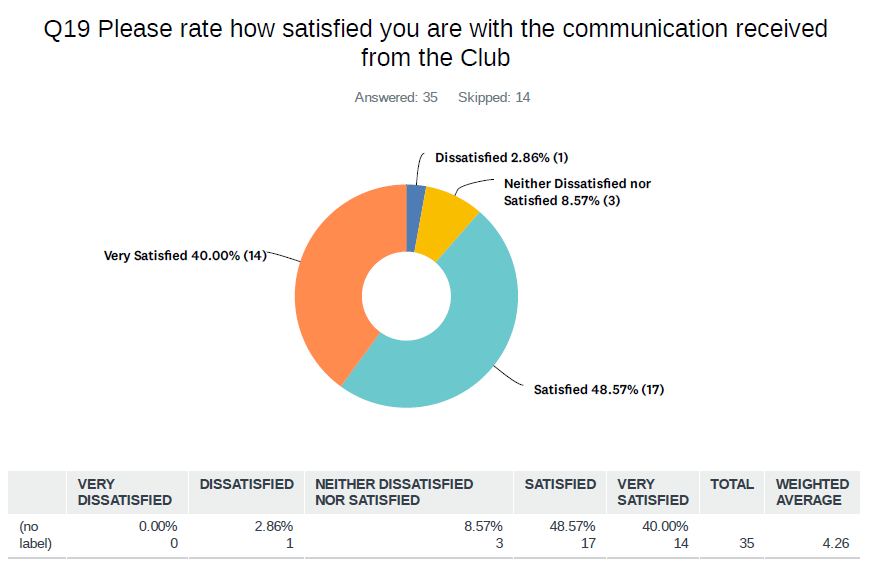 Q19 Please rate how satisfied you are with the communication received
from the Club
Answered: 35 Skipped: 14
Dissatisfied 2.86% (1)
Neither Dissatisfied nor
Satisfied 8.57% (3)
Very Satisfied 40.00% (14)
Satisfied 48.57% (17)
VERY DISSATISFIED NEITHER DISSATISFIED SATISFIED VERY TOTAL WEIGHTED
DISSATISFIED NOR SATISFIED SATISFIED AVERAGE
(no 0.00% 2.86% 8.57% 48.57% 40.00%
label) 0 1 3 17 14 35 4.26